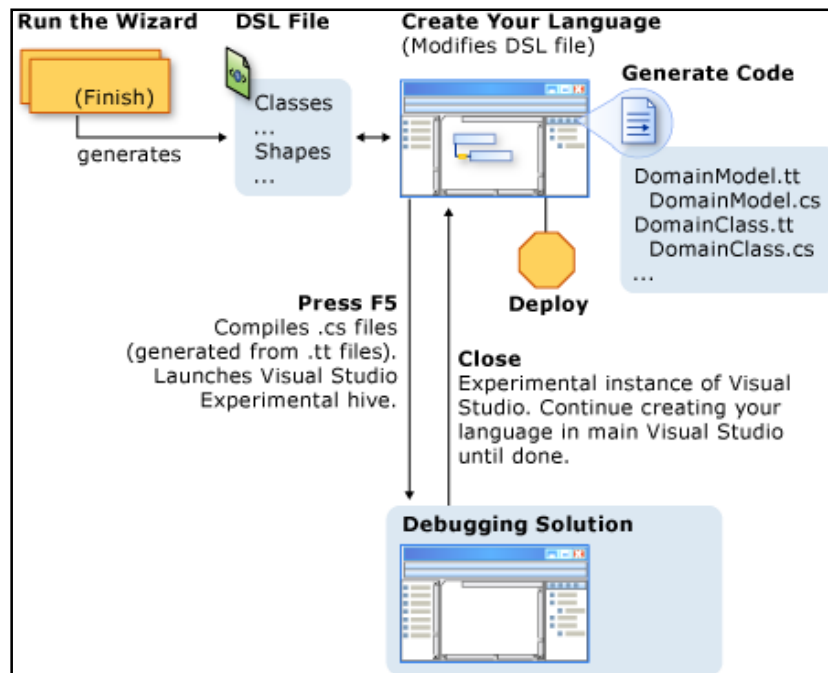 Run the Wizard
(Finish)
generates
DSL File
Classes
...
Shapes
...
Create Your Language
(Modifies DSL file)
Generate Code
DomainModel.tt
DomainModel.cs
DomainClass.tt
DomainClass.cs
...
Deploy
Press F5
Compiles .cs files
(generated from .tt files).
Launches Visual Studio
Experimental hive.
Close
Experimental instance of Visual
Studio. Continue creating your
language in main Visual Studio
until done.
Debugging Solution